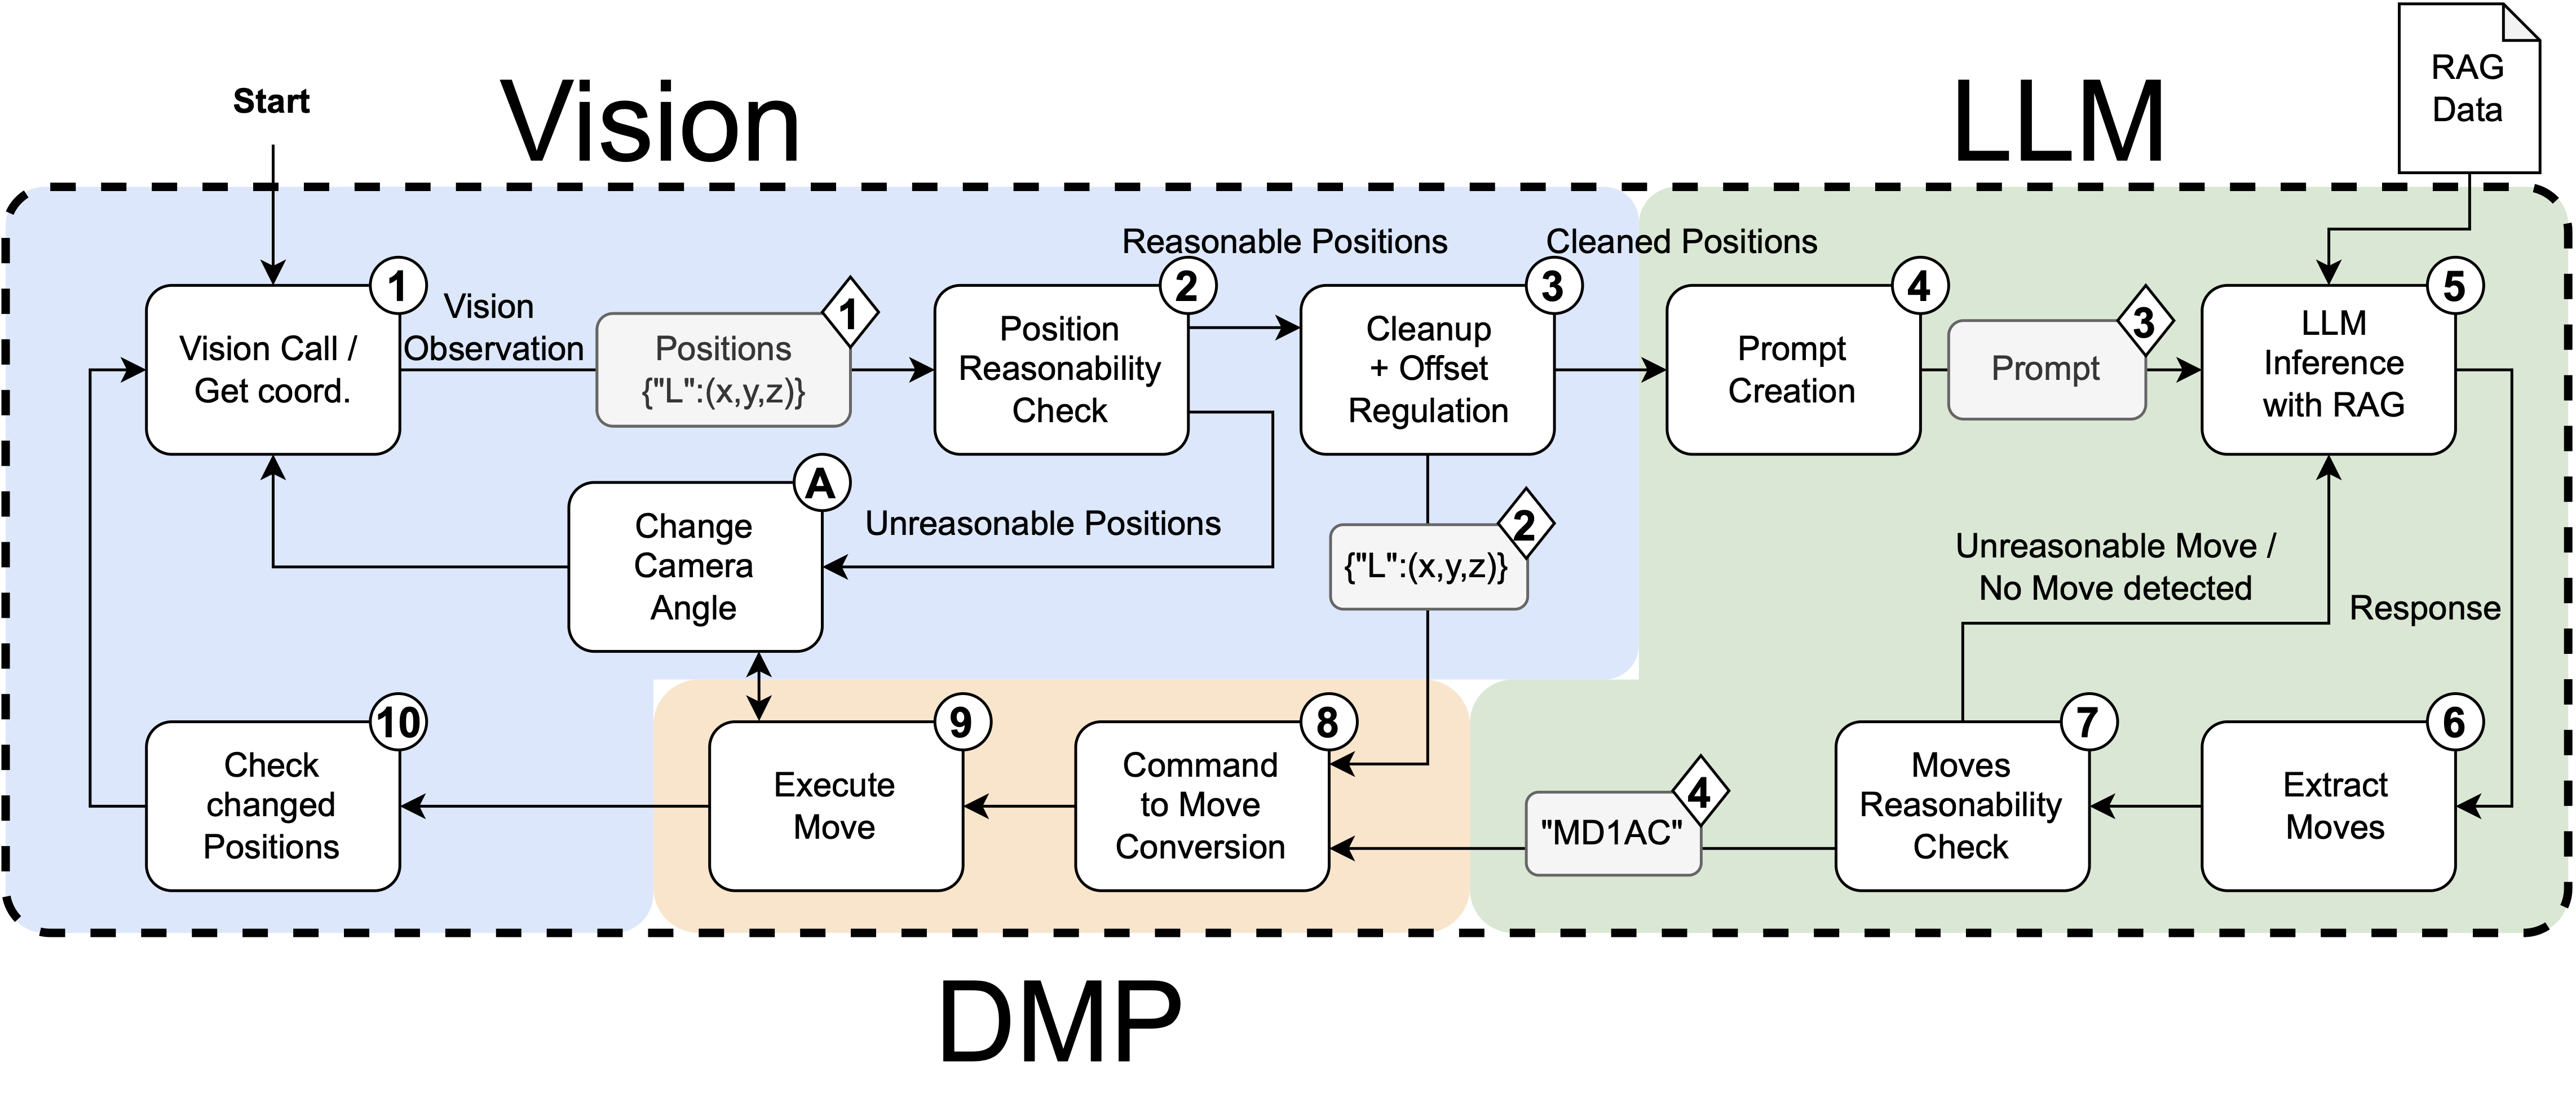 Vision
LLM
RAG
Data
Start
Reasonable Positions
Cleaned Positions
1
Vision Call /
Get coord.
Vision
Observation
1
Positions
{"L":(x,y,z)}
2
Position
Reasonability
Check
3
Cleanup
+ Offset
Regulation
4
Prompt
Creation
3
Prompt
5
LLM
Inference
with RAG
A
Change
Camera
Angle
Unreasonable Positions
2
{"L":(x,y,z)}
Unreasonable Move /
No Move detected
Response
10
Check
changed
Positions
9
Execute
Move
8
Command
to Move
Conversion
4
"MD1AC"
7
Moves
Reasonability
Check
6
Extract
Moves
DMP